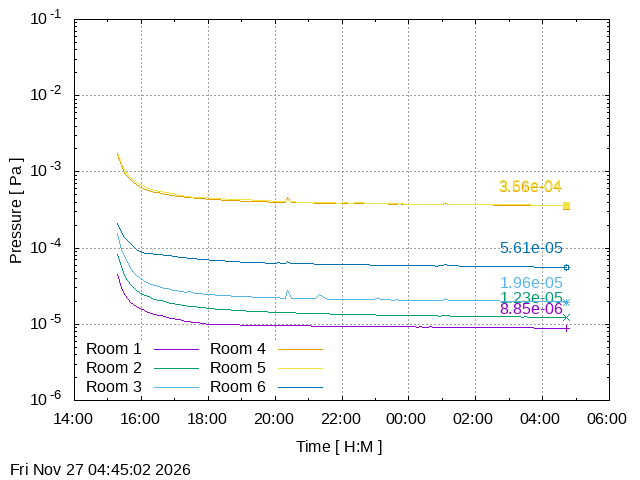 10^-1
10^-2
10^-3
10^-4
10^-5
10^-6
Pressure [ Pa ]
3.56e-04
5.61e-05
1.96e-05
1.23e-05
8.85e-06
Room 1 Room 4
Room 2 Room 5
Room 3 Room 6
14:00 16:00 18:00 20:00 22:00 00:00 02:00 04:00 06:00
Time [ H:M ]
Fri Nov 27 04:45:02 2026